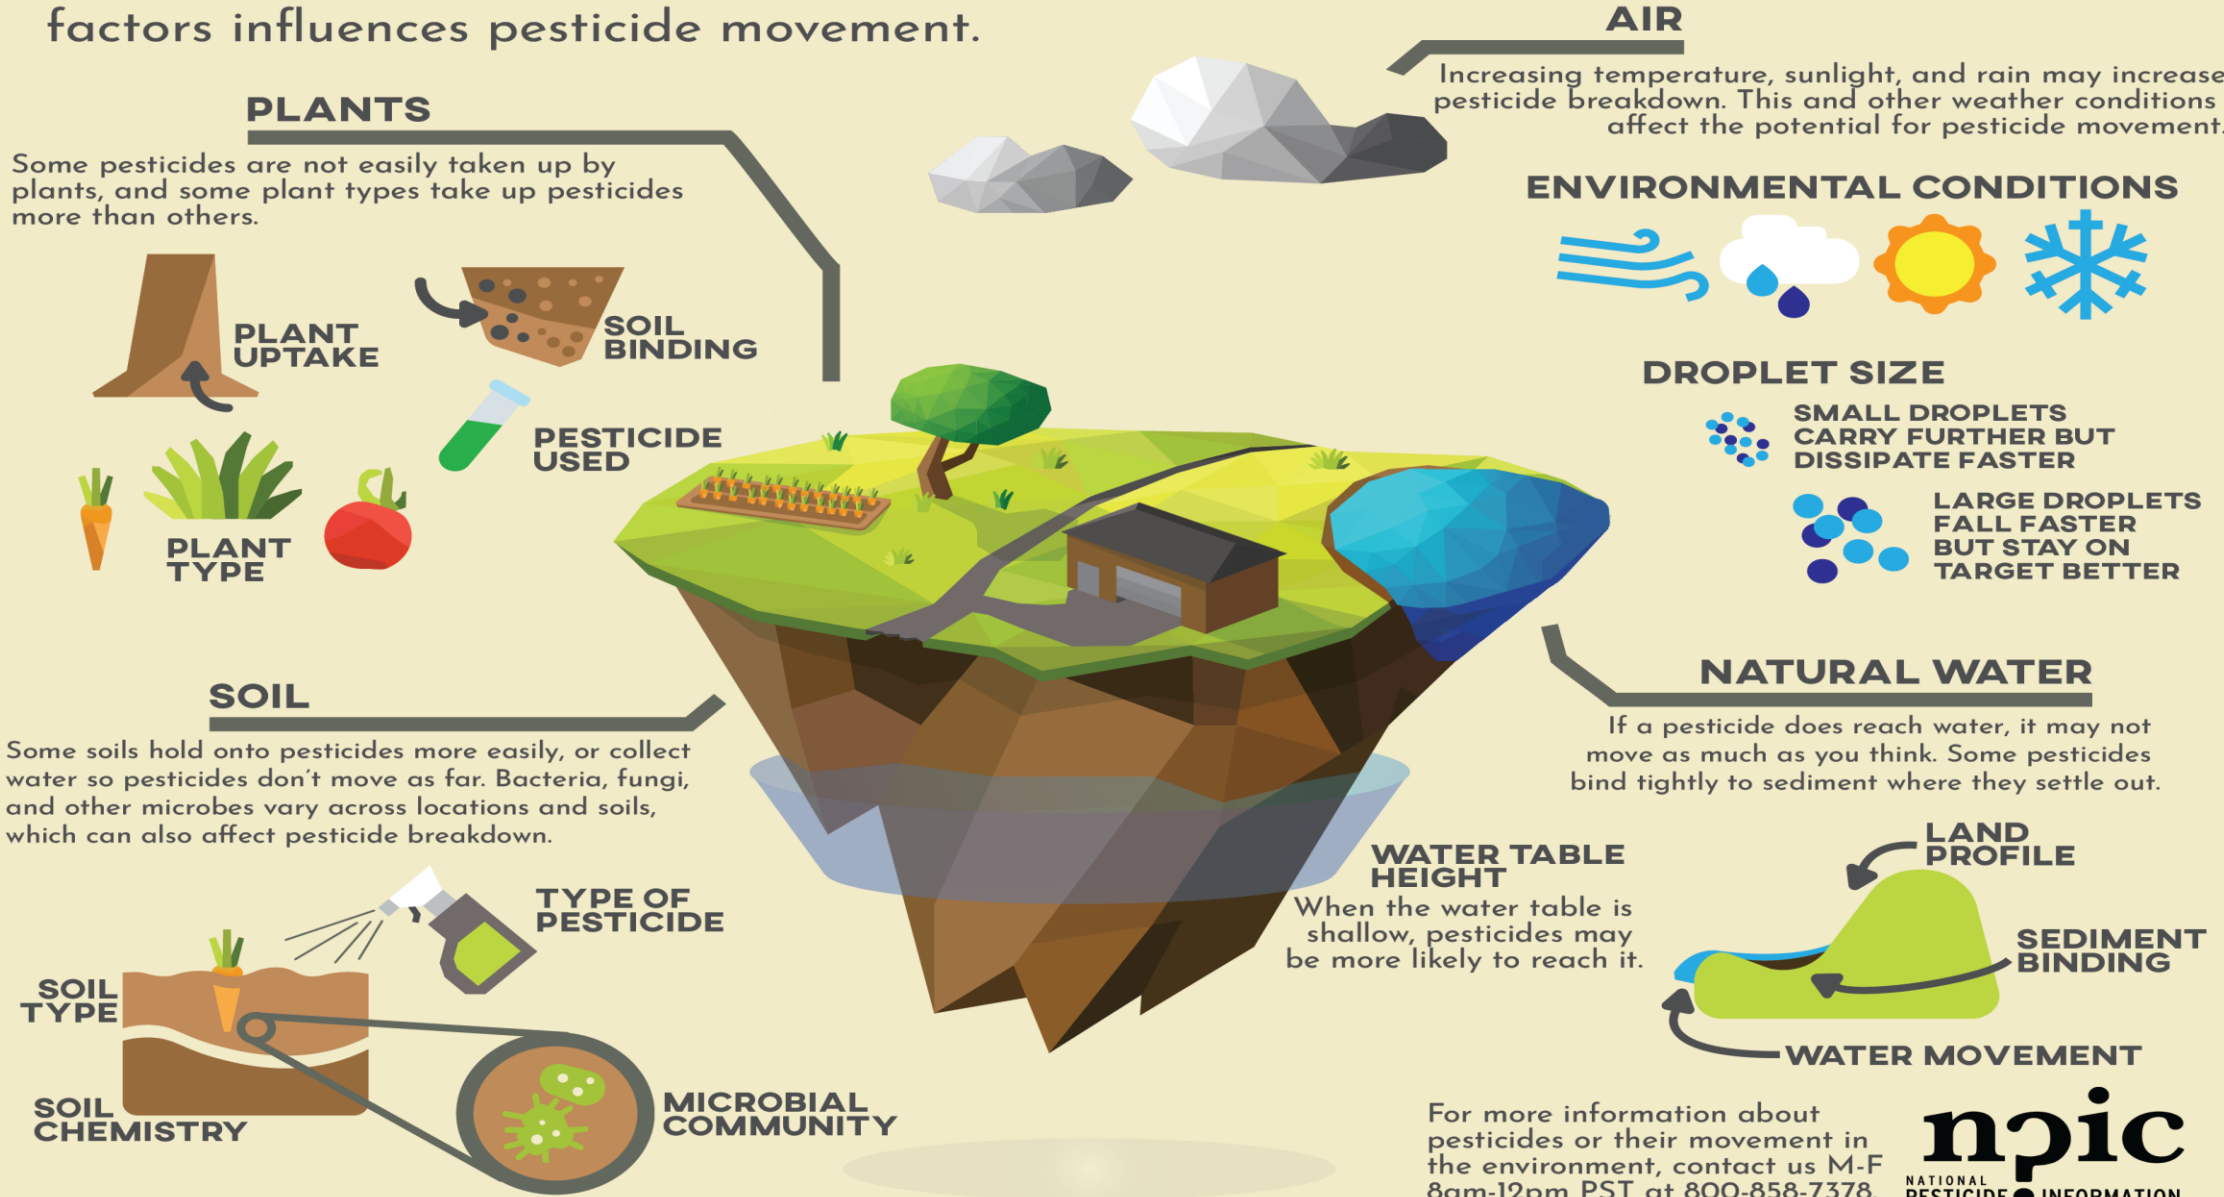 factors influences pesticide movement.
PLANTS
Some pesticides are not easily taken up by
plants, and some plant types take up pesticides
more than others.
PLANT
UPTAKE
SOIL
BINDING
PESTICIDE
USED
PLANT
TYPE
AIR
Increasing temperature, sunlight, and rain may increase
pesticide breakdown. This and other weather conditions
affect the potential for pesticide movement.
ENVIRONMENTAL CONDITIONS
DROPLET SIZE
SMALL DROPLETS
CARRY FURTHER BUT
DISSIPATE FASTER
LARGE DROPLETS
FALL FASTER
BUT STAY ON
TARGET BETTER
SOIL
Some soils hold onto pesticides more easily, or collect
water so pesticides don't move as far. Bacteria, fungi,
and other microbes vary across locations and soils,
which can also affect pesticide breakdown.
TYPE OF
PESTICIDE
SOIL
TYPE
SOIL
CHEMISTRY
MICROBIAL
COMMUNITY
NATURAL WATER
If a pesticide does reach water, it may not
move as much as you think. Some pesticides
bind tightly to sediment where they settle out.
WATER TABLE
HEIGHT
When the water table is
shallow, pesticides may
be more likely to reach it.
LAND
PROFILE
SEDIMENT
BINDING
WATER MOVEMENT
For more information about
pesticides or their movement in
the environment, contact us M-F
8am-12pm PST at 800-858-7378.
npic
NATIONAL
PESTICIDE INFORMATION